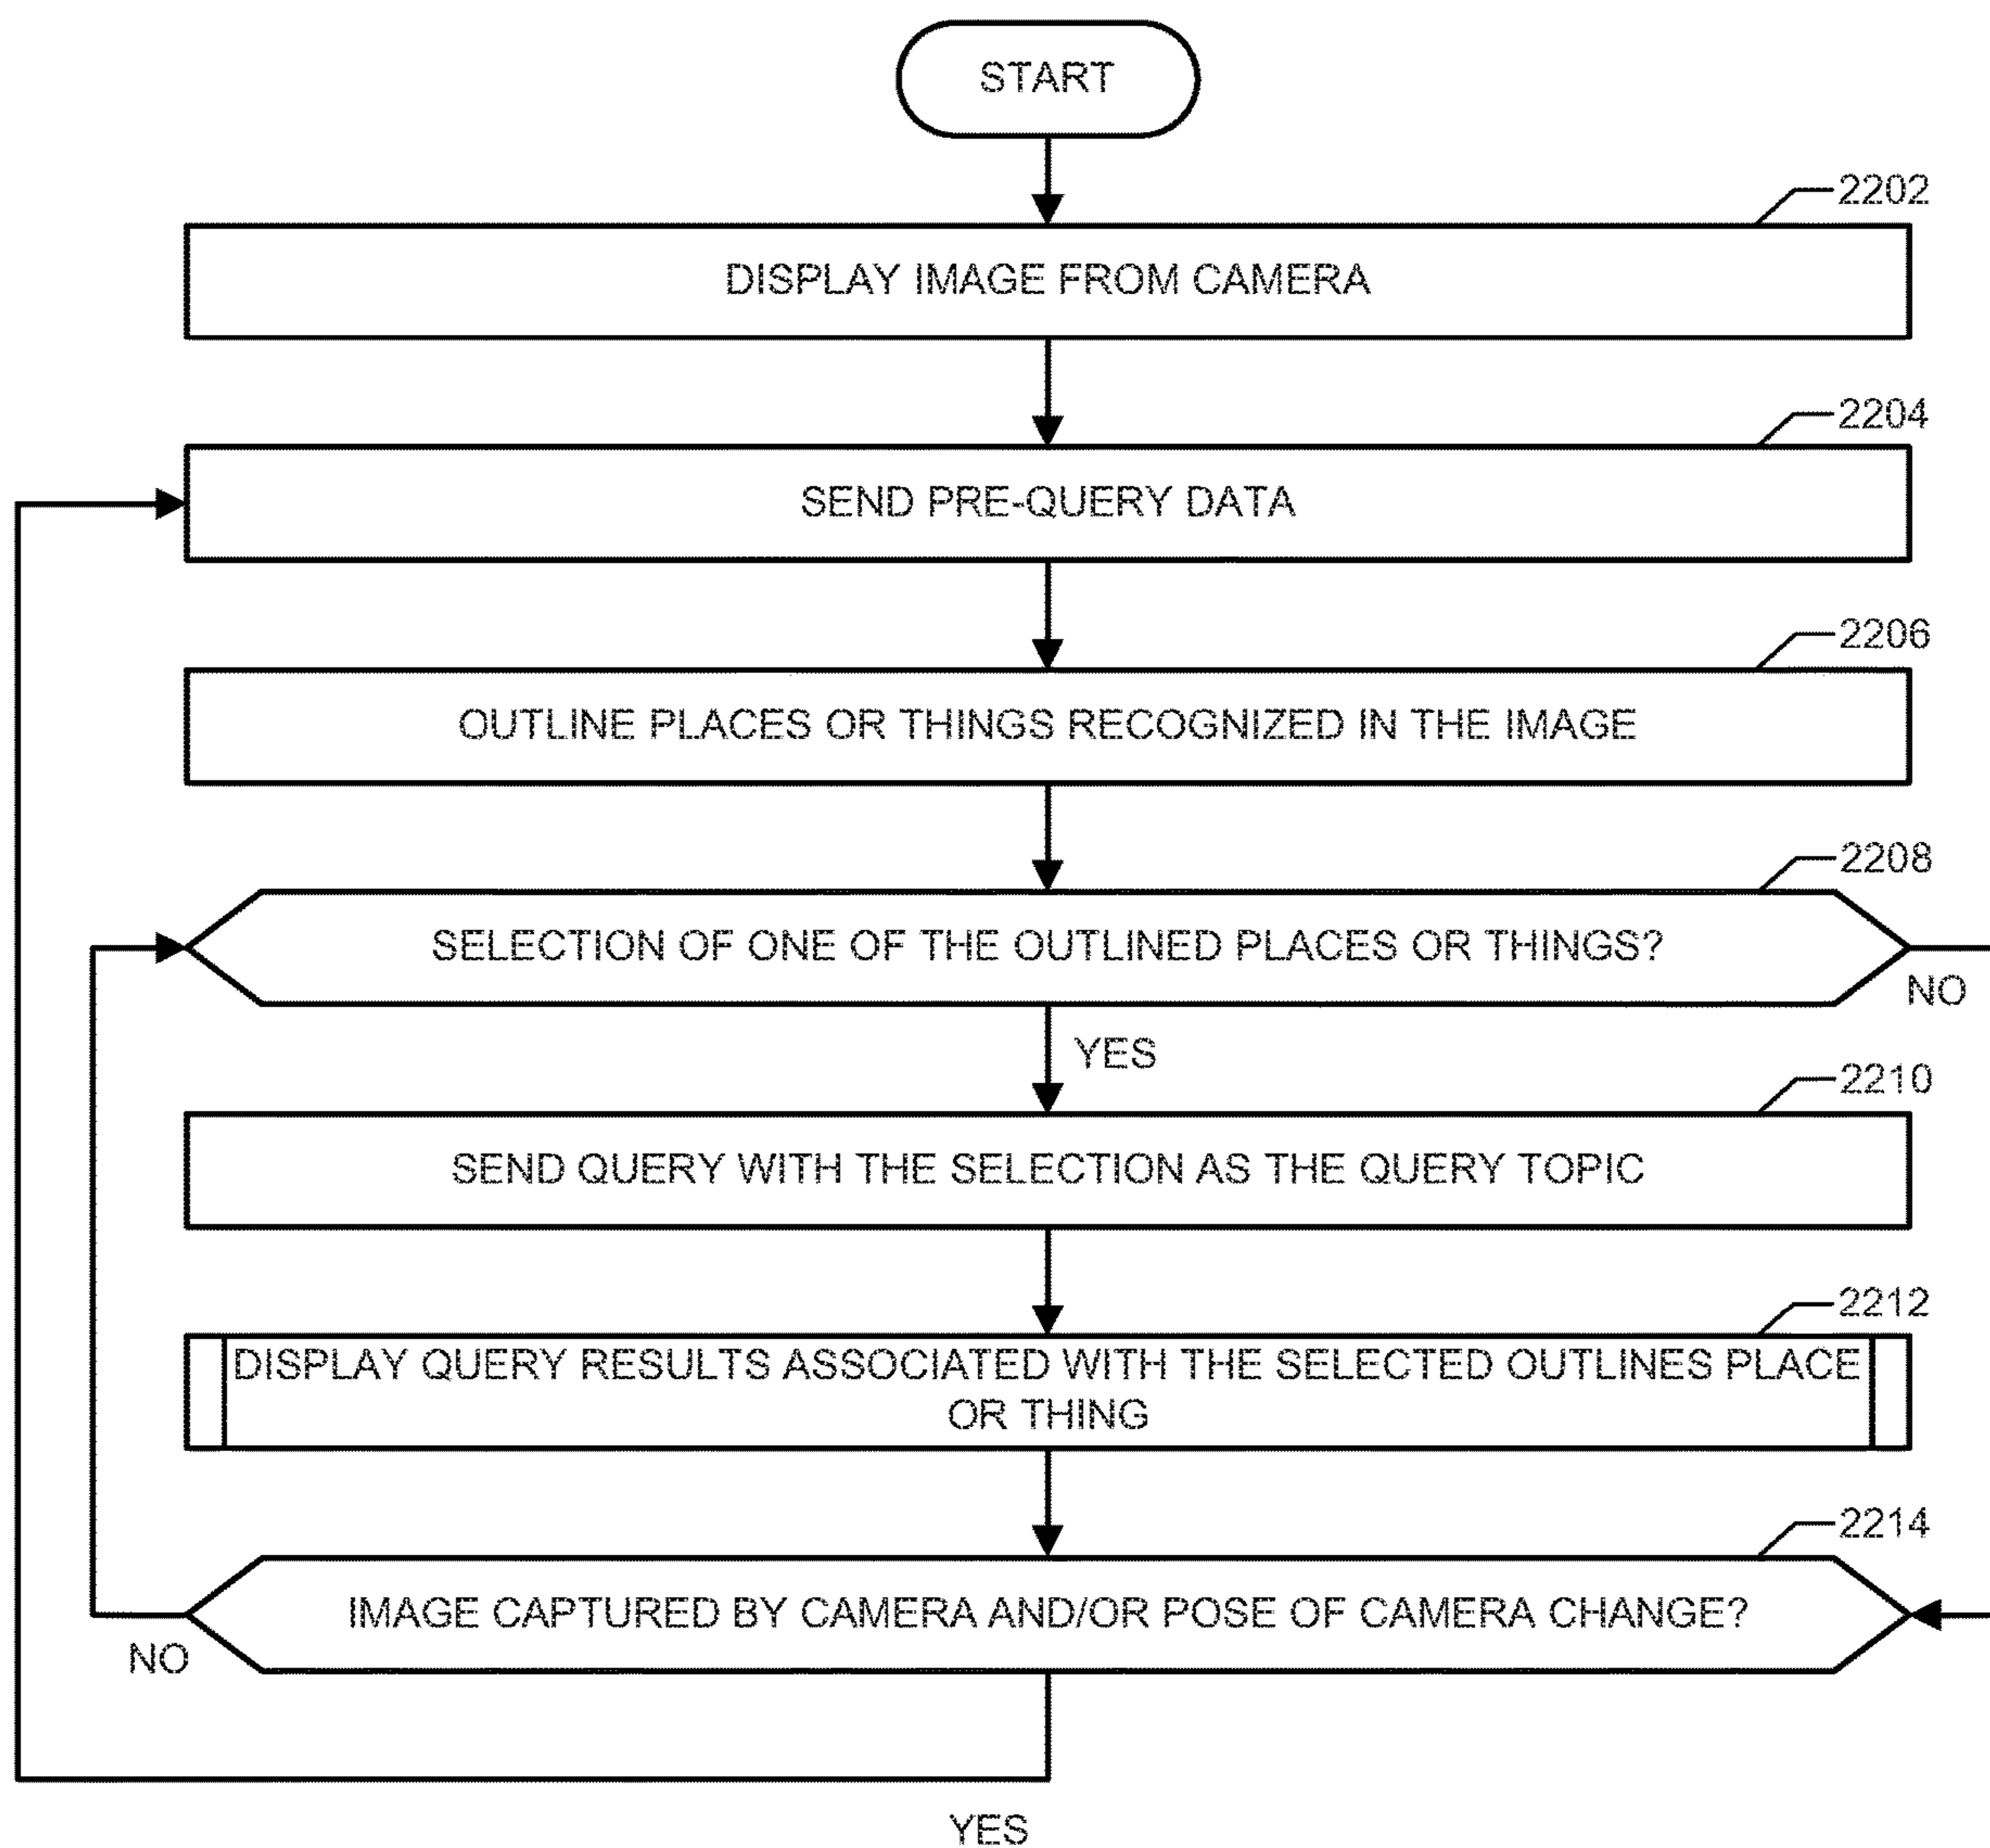 START
2202
DISPLAY IMAGE FROM CAMERA
2204
SEND PRE-QUERY DATA
2206
OUTLINE PLACES OR THINGS RECOGNIZED IN THE IMAGE
2208
SELECTION OF ONE OF THE OUTLINED PLACES OR THINGS?
NO
YES
2210
SEND QUERY WITH THE SELECTION AS THE QUERY TOPIC
2212
DISPLAY QUERY RESULTS ASSOCIATED WITH THE SELECTED OUTLINES PLACE
OR THING
2214
IMAGE CAPTURED BY CAMERA AND/OR POSE OF CAMERA CHANGE?
NO
YES